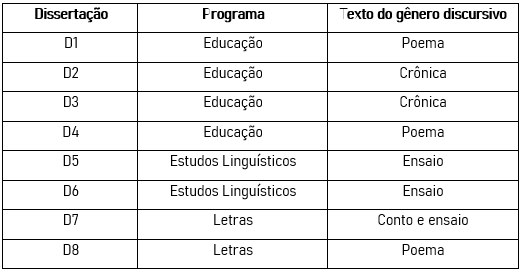 Dissertação Programa Texto do gênero discursivo
D1 Educação Poema
D2 Educação Crônica
D3 Educação Crônica
D4 Educação Poema
D5 Estudos Linguísticos Ensaio
D6 Estudos Linguísticos Ensaio
D7 Letras Conto e ensaio
D8 Letras Poema